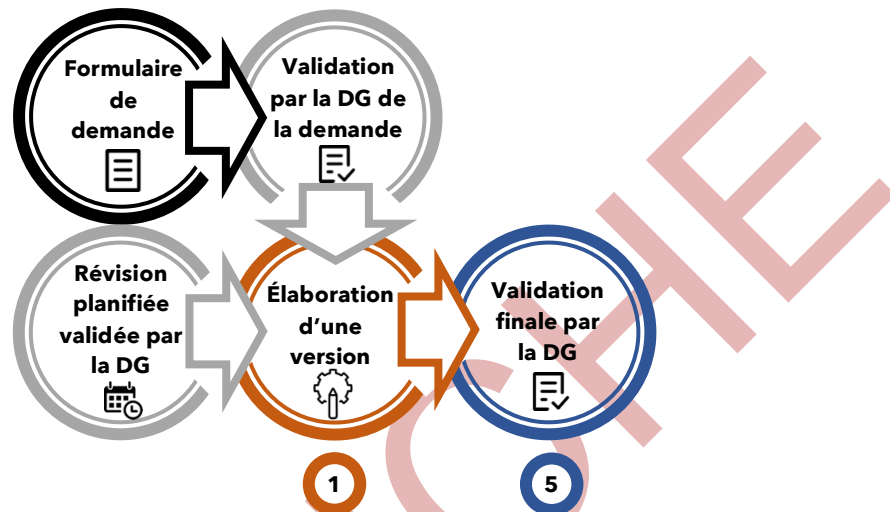 Formulaire
de
demande
Validation
par la DG de
la demande
Révision
planifiée
validée par
la DG
Élaboration
d’une
version
Validation
finale par
la DG
1
5
CHE